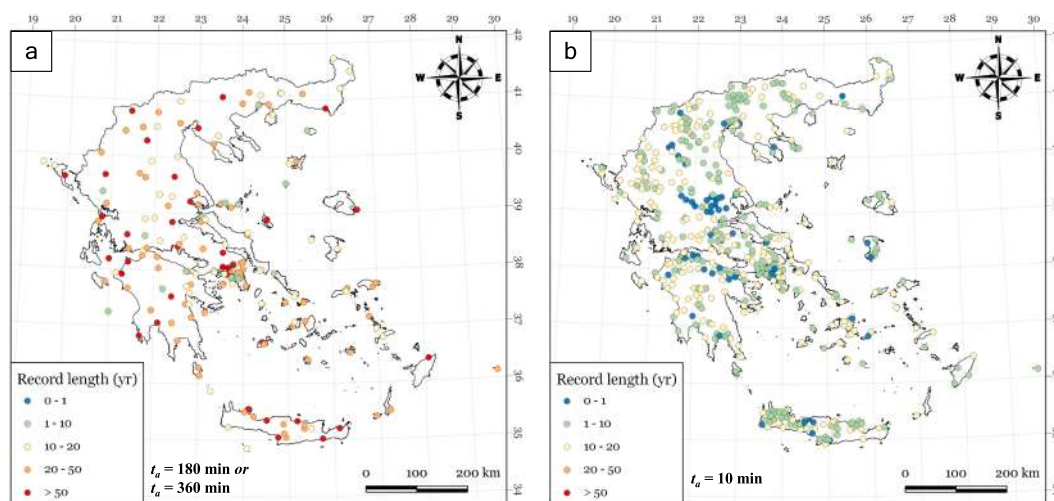 19 20 21 22 23 24 25 26 27 28 30
a
42
41
40
39
38
37
36
35
34
N
W E
S
Record length (yr)
0 - 1
1 - 10
10 - 20
20 - 50
> 50
tₐ = 180 min or
tₐ = 360 min
0 100 200 km
19 20 21 22 23 24 25 26 27 28 30
b
N
W E
S
Record length (yr)
0 - 1
1 - 10
10 - 20
20 - 50
> 50
tₐ = 10 min
0 100 200 km